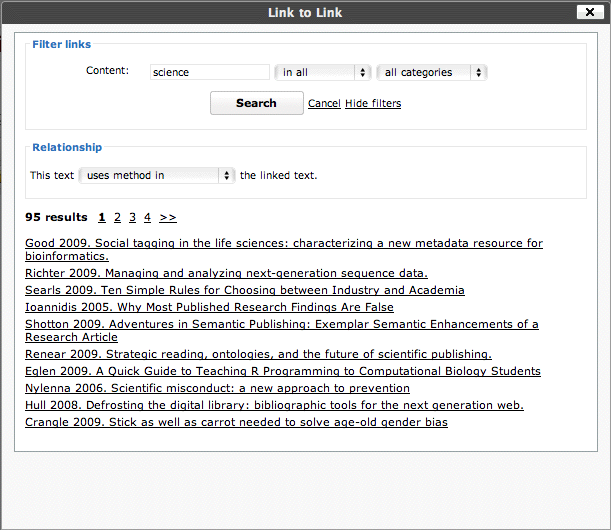 Link to Link
Filter links
Content: science in all all categories
Search Cancel Hide filters
Relationship
This text uses method in the linked text.
95 results 1 2 3 4 >>
Good 2009. Social tagging in the life sciences: characterizing a new metadata resource for
bioinformatics.
Richter 2009. Managing and analyzing next-generation sequence data.
Searls 2009. Ten Simple Rules for Choosing between Industry and Academia
Ioannidis 2005. Why Most Published Research Findings Are False
Shotton 2009. Adventures in Semantic Publishing: Exemplar Semantic Enhancements of a
Research Article
Renear 2009. Strategic reading, ontologies, and the future of scientific publishing.
Eglen 2009. A Quick Guide to Teaching R Programming to Computational Biology Students
Nylenna 2006. Scientific misconduct: a new approach to prevention
Hull 2008. Defrosting the digital library: bibliographic tools for the next generation web.
Crangle 2009. Stick as well as carrot needed to solve age-old gender bias